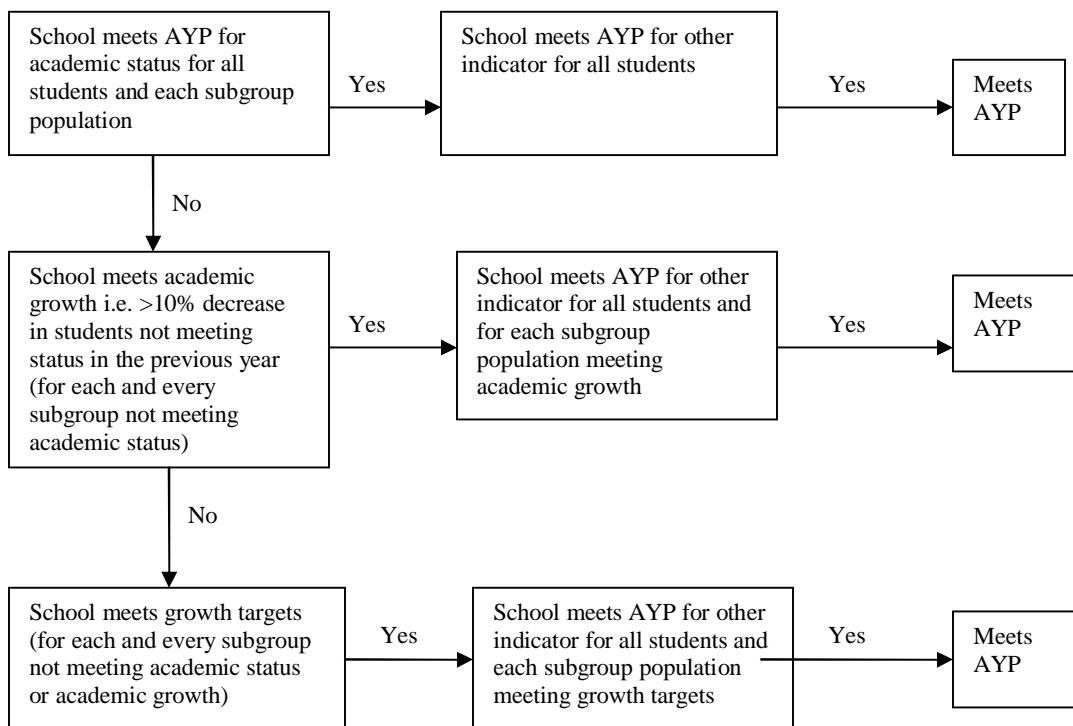 School meets AYP for
academic status for all
students and each subgroup
population
Yes
School meets AYP for other
indicator for all students
Yes
Meets
AYP
No
School meets academic
growth i.e. >10% decrease
in students not meeting
status in the previous year
(for each and every
subgroup not meeting
academic status)
Yes
School meets AYP for other
indicator for all students and
for each subgroup
population meeting
academic growth
Yes
Meets
AYP
No
School meets growth targets
(for each and every subgroup
not meeting academic status
or academic growth)
Yes
School meets AYP for other
indicator for all students and
each subgroup population
meeting growth targets
Yes
Meets
AYP